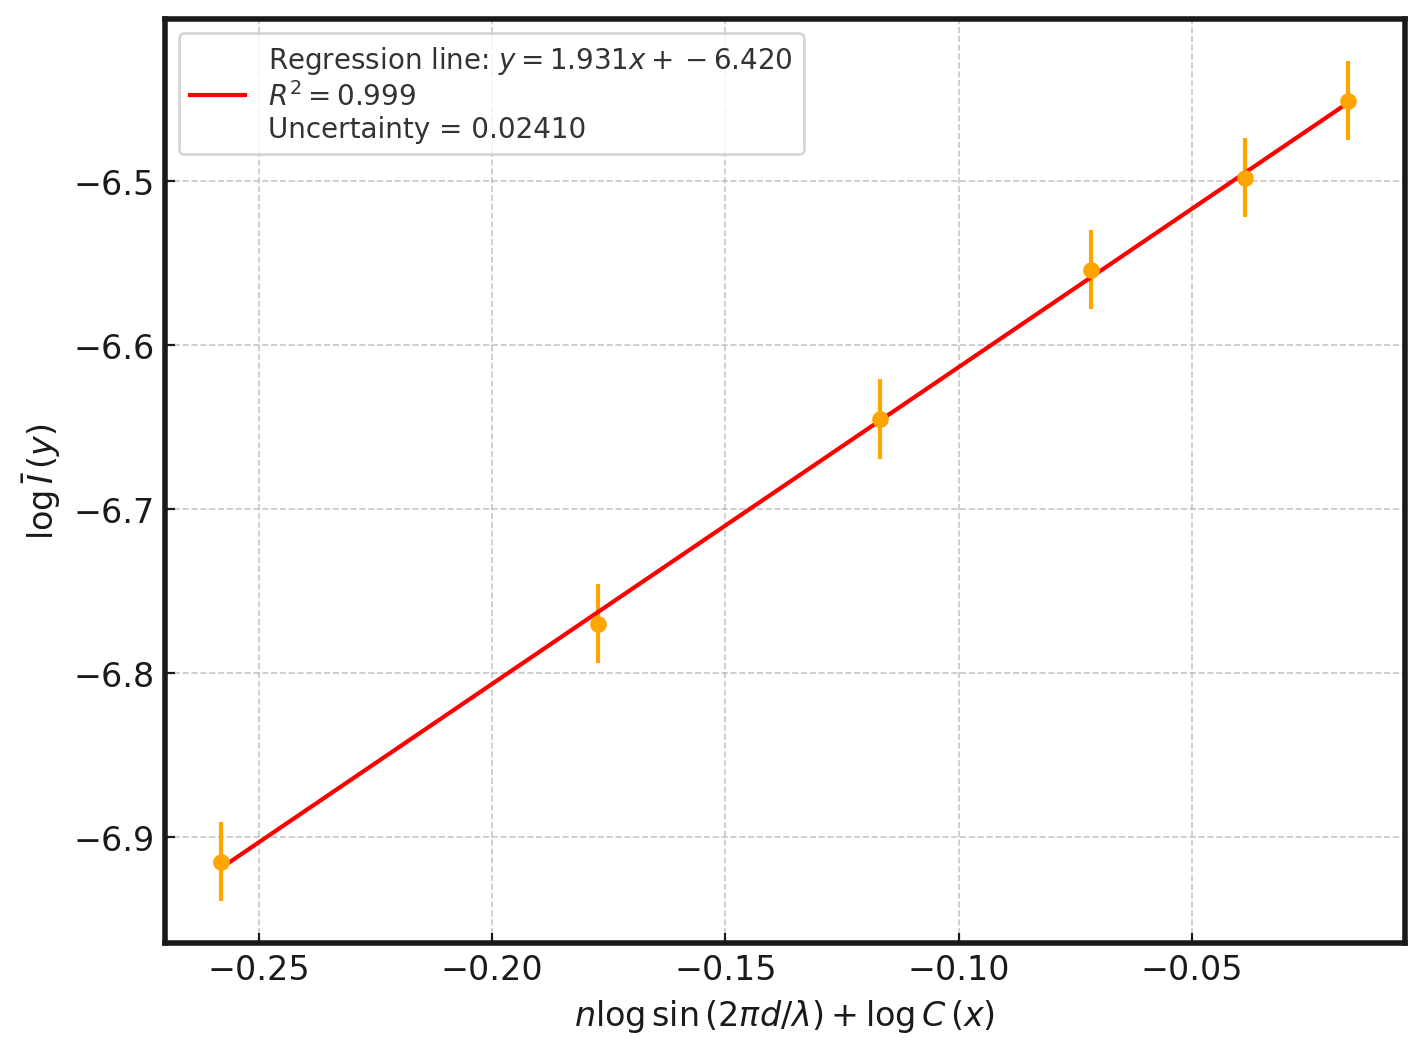 Regression line: y = 1.931x + −6.420
R² = 0.999
Uncertainty = 0.02410
log Ī (y)
−6.5
−6.6
−6.7
−6.8
−6.9
−0.25
−0.20
−0.15
−0.10
−0.05
nlog sin (2πd/λ) + log C (x)